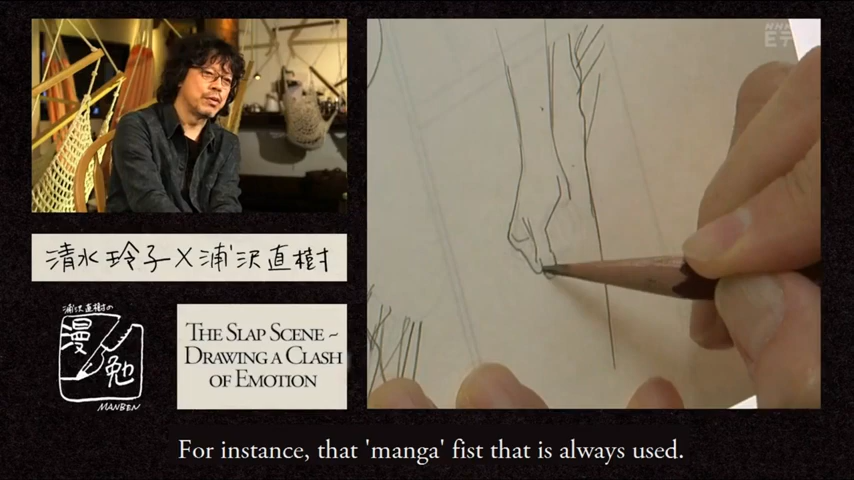 NHK
Eテレ
清水玲子×浦沢直樹
浦沢直樹の
漫
勉
MANBEN
THE SLAP SCENE ~
DRAWING A CLASH
OF EMOTION
For instance, that 'manga' fist that is always used.